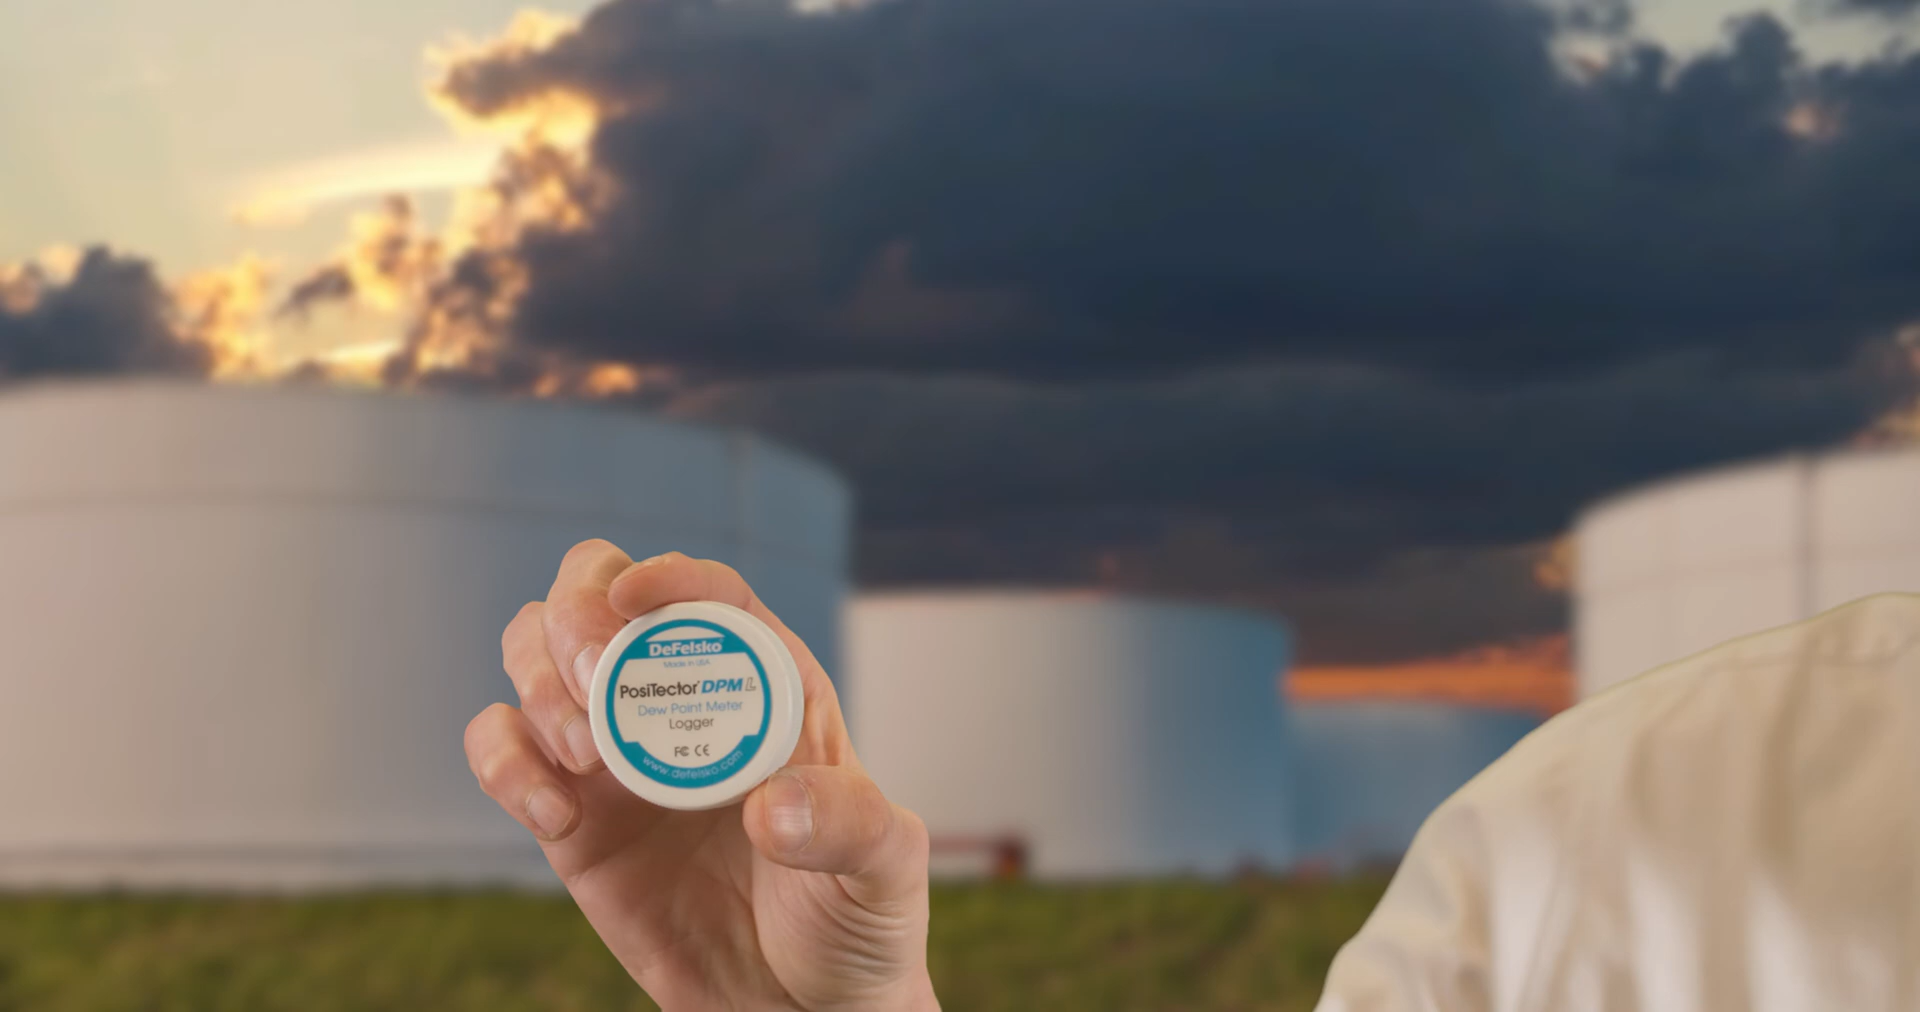 DeFelsko
Made in USA
PosiTector DPM L
Dew Point Meter
Logger
FC CE
www.defelsko.com